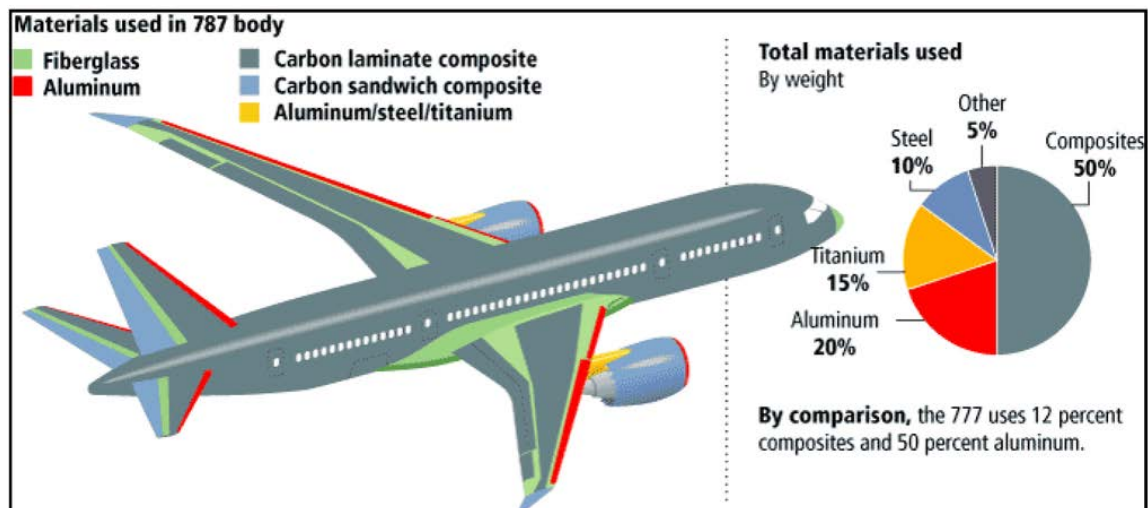 Materials used in 787 body
Fiberglass
Aluminum
Carbon laminate composite
Carbon sandwich composite
Aluminum/steel/titanium
Total materials used
By weight
Other
5%
Steel
10%
Composites
50%
Titanium
15%
Aluminum
20%
By comparison, the 777 uses 12 percent
composites and 50 percent aluminum.